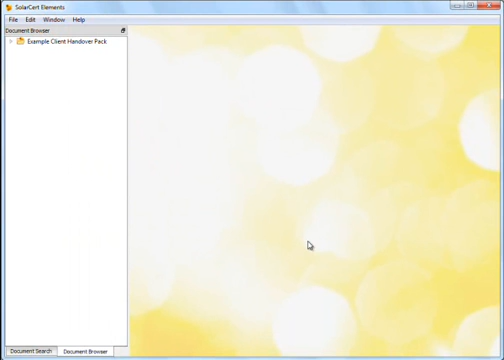 SolarCert Elements
File Edit Window Help
Document Browser
Example Client Handover Pack
Document Search Document Browser